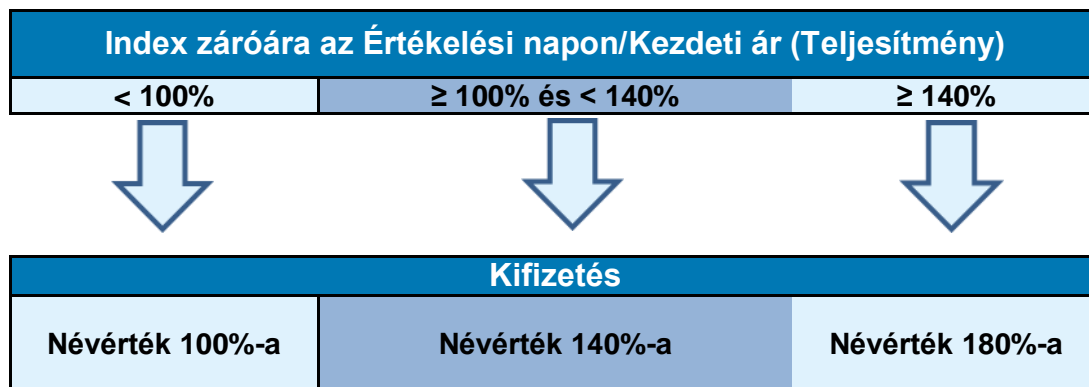 Index záróára az Értékelési napon/Kezdeti ár (Teljesítmény)
< 100% ≥ 100% és < 140% ≥ 140%
Kifizetés
Névérték 100%-a Névérték 140%-a Névérték 180%-a